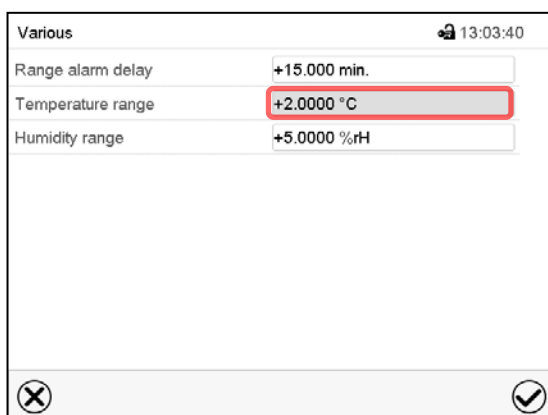 Various 13:03:40
Range alarm delay +15.000 min.
Temperature range +2.0000 °C
Humidity range +5.0000 %rH